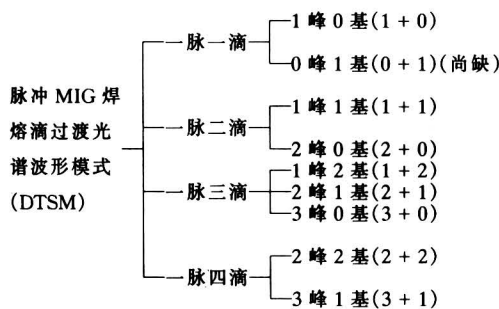 脉冲 MIG 焊
熔滴过渡光
谱波形模式
(DTSM)
一脉一滴
1 峰 0 基(1 + 0)
0 峰 1 基(0 + 1)(尚缺)
一脉二滴
1 峰 1 基(1 + 1)
2 峰 0 基(2 + 0)
一脉三滴
1 峰 2 基(1 + 2)
2 峰 1 基(2 + 1)
3 峰 0 基(3 + 0)
一脉四滴
2 峰 2 基(2 + 2)
3 峰 1 基(3 + 1)